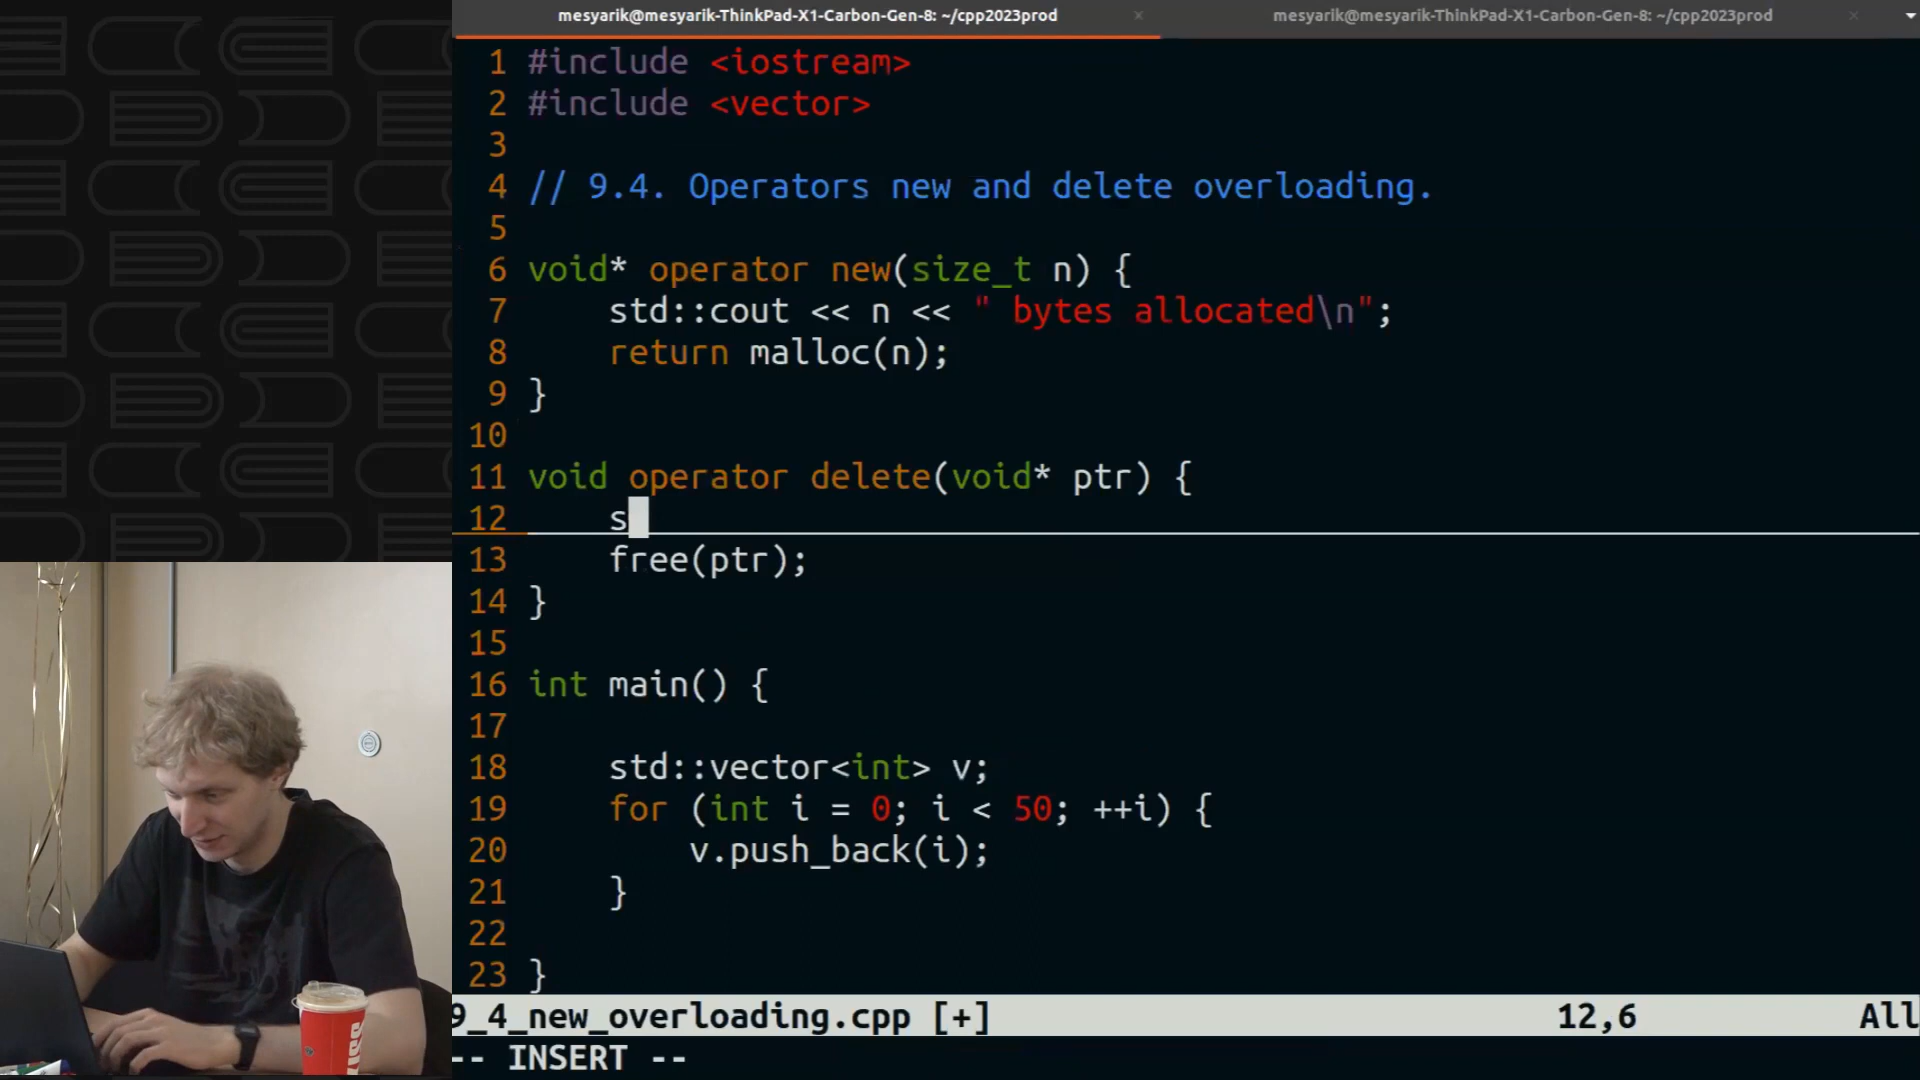 mesyarik@mesyarik-ThinkPad-X1-Carbon-Gen-8: ~/cpp2023prod × mesyarik@mesyarik-ThinkPad-X1-Carbon-Gen-8: ~/cpp2023prod ×
1 #include <iostream>
2 #include <vector>
3
4 // 9.4. Operators new and delete overloading.
5
6 void* operator new(size_t n) {
7     std::cout << n << " bytes allocated\n";
8     return malloc(n);
9 }
10
11 void operator delete(void* ptr) {
12     s
13     free(ptr);
14 }
15
16 int main() {
17
18     std::vector<int> v;
19     for (int i = 0; i < 50; ++i) {
20         v.push_back(i);
21     }
22
23 }
9_4_new_overloading.cpp [+] 12,6 All
-- INSERT --